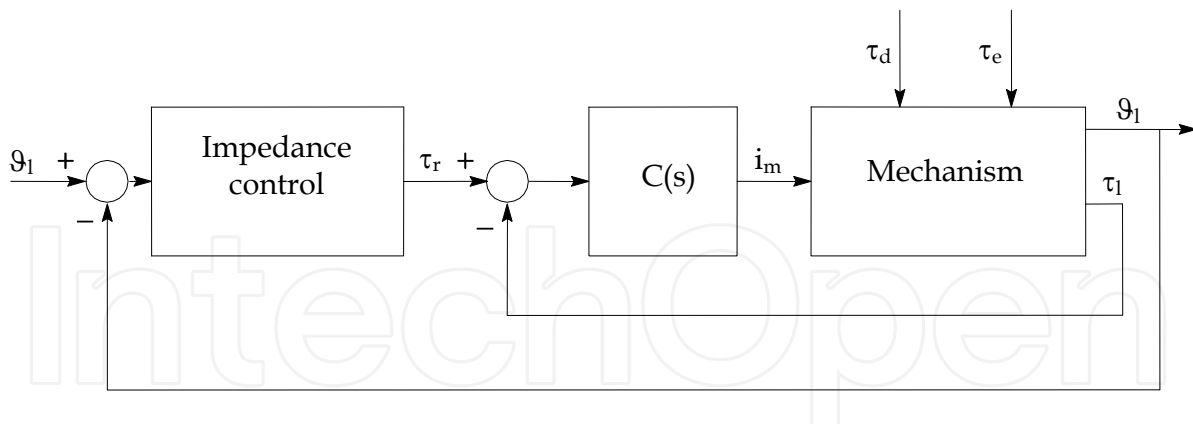 τd
τe
ϑl
+
−
Impedance
control
τr
+
−
C(s)
im
Mechanism
ϑl
τl
IntechOpen